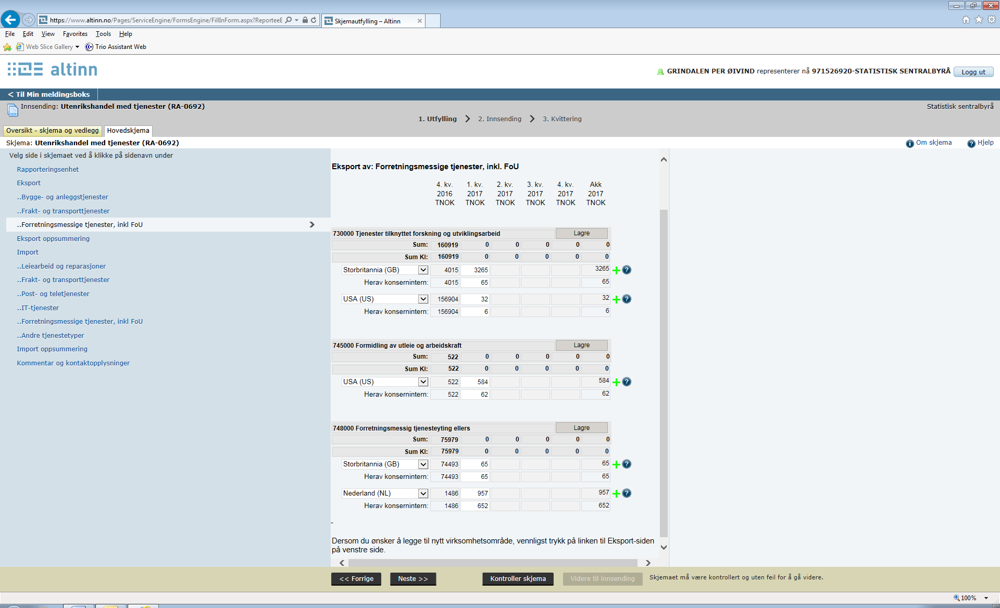 https://www.altinn.no/Pages/ServiceEngine/FormsEngine/FillInForm.aspx?ReporteeE
Skjemautfylling – Altinn
File Edit View Favorites Tools Help
Web Slice Gallery Trio Assistant Web
altinn
GRINDALEN PER ØIVIND representerer nå 971526920-STATISTISK SENTRALBYRÅ Logg ut
< Til Min meldingsboks
Innsending: Utenrikshandel med tjenester (RA-0692) Statistisk sentralbyrå
1. Utfylling 2. Innsending 3. Kvittering
Oversikt - skjema og vedlegg Hovedskjema
Skjema: Utenrikshandel med tjenester (RA-0692) Om skjema Hjelp
Velg side i skjemaet ved å klikke på sidenavn under
Rapporteringsenhet
Eksport
..Bygge- og anleggstjenester
..Frakt- og transporttjenester
..Forretningsmessige tjenester, inkl FoU
Eksport oppsummering
Import
..Leiearbeid og reparasjoner
..Frakt- og transporttjenester
..Post- og teletjenester
..IT-tjenester
..Forretningsmessige tjenester, inkl FoU
..Andre tjenestetyper
Import oppsummering
Kommentar og kontaktopplysninger
Eksport av: Forretningsmessige tjenester, inkl. FoU
4. kv. 1. kv. 2. kv. 3. kv. 4. kv. Akk
2016 2017 2017 2017 2017 2017
TNOK TNOK TNOK TNOK TNOK TNOK
730000 Tjenester tilknyttet forskning og utviklingsarbeid Lagre
Sum: 160919 0 0 0 0 0
Sum KI: 160919 0 0 0 0 0
Storbritannia (GB) 4015 3265 3265
Herav konsernintern: 4015 65 65
USA (US) 156904 32 32
Herav konsernintern: 156904 6 6
745000 Formidling av utleie og arbeidskraft Lagre
Sum: 522 0 0 0 0 0
Sum KI: 522 0 0 0 0 0
USA (US) 522 584 584
Herav konsernintern: 522 62 62
748000 Forretningsmessig tjenesteyting ellers Lagre
Sum: 75979 0 0 0 0 0
Sum KI: 75979 0 0 0 0 0
Storbritannia (GB) 74493 65 65
Herav konsernintern: 74493 65 65
Nederland (NL) 1486 957 957
Herav konsernintern: 1486 652 652
-
Dersom du ønsker å legge til nytt virksomhetsområde, vennligst trykk på linken til Eksport-siden
på venstre side.
<< Forrige Neste >> Kontroller skjema Videre til innsending Skjemaet må være kontrollert og uten feil for å gå videre.
100%